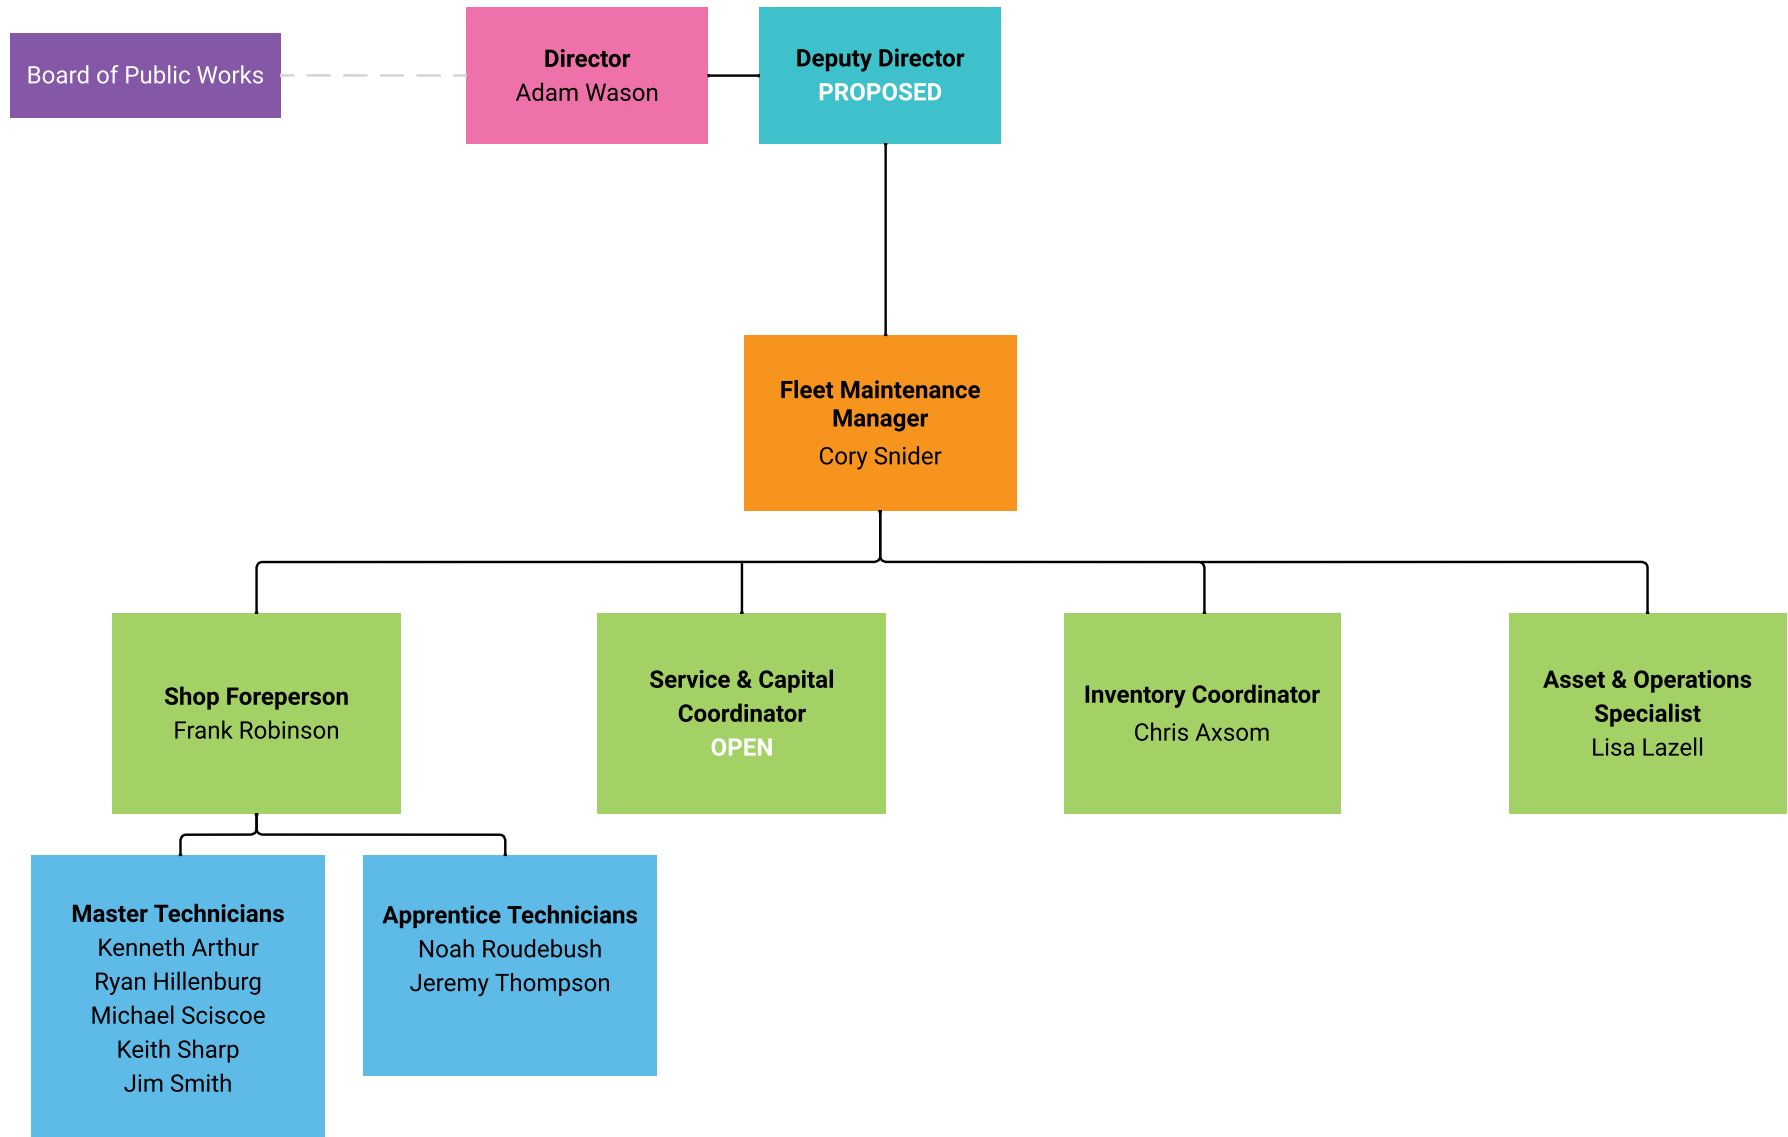 Board of Public Works
Director
Adam Wason
Deputy Director
PROPOSED
Fleet Maintenance
Manager
Cory Snider
Shop Foreperson
Frank Robinson
Service & Capital
Coordinator
OPEN
Inventory Coordinator
Chris Axsom
Asset & Operations
Specialist
Lisa Lazell
Master Technicians
Kenneth Arthur
Ryan Hillenburg
Michael Sciscoe
Keith Sharp
Jim Smith
Apprentice Technicians
Noah Roudebush
Jeremy Thompson